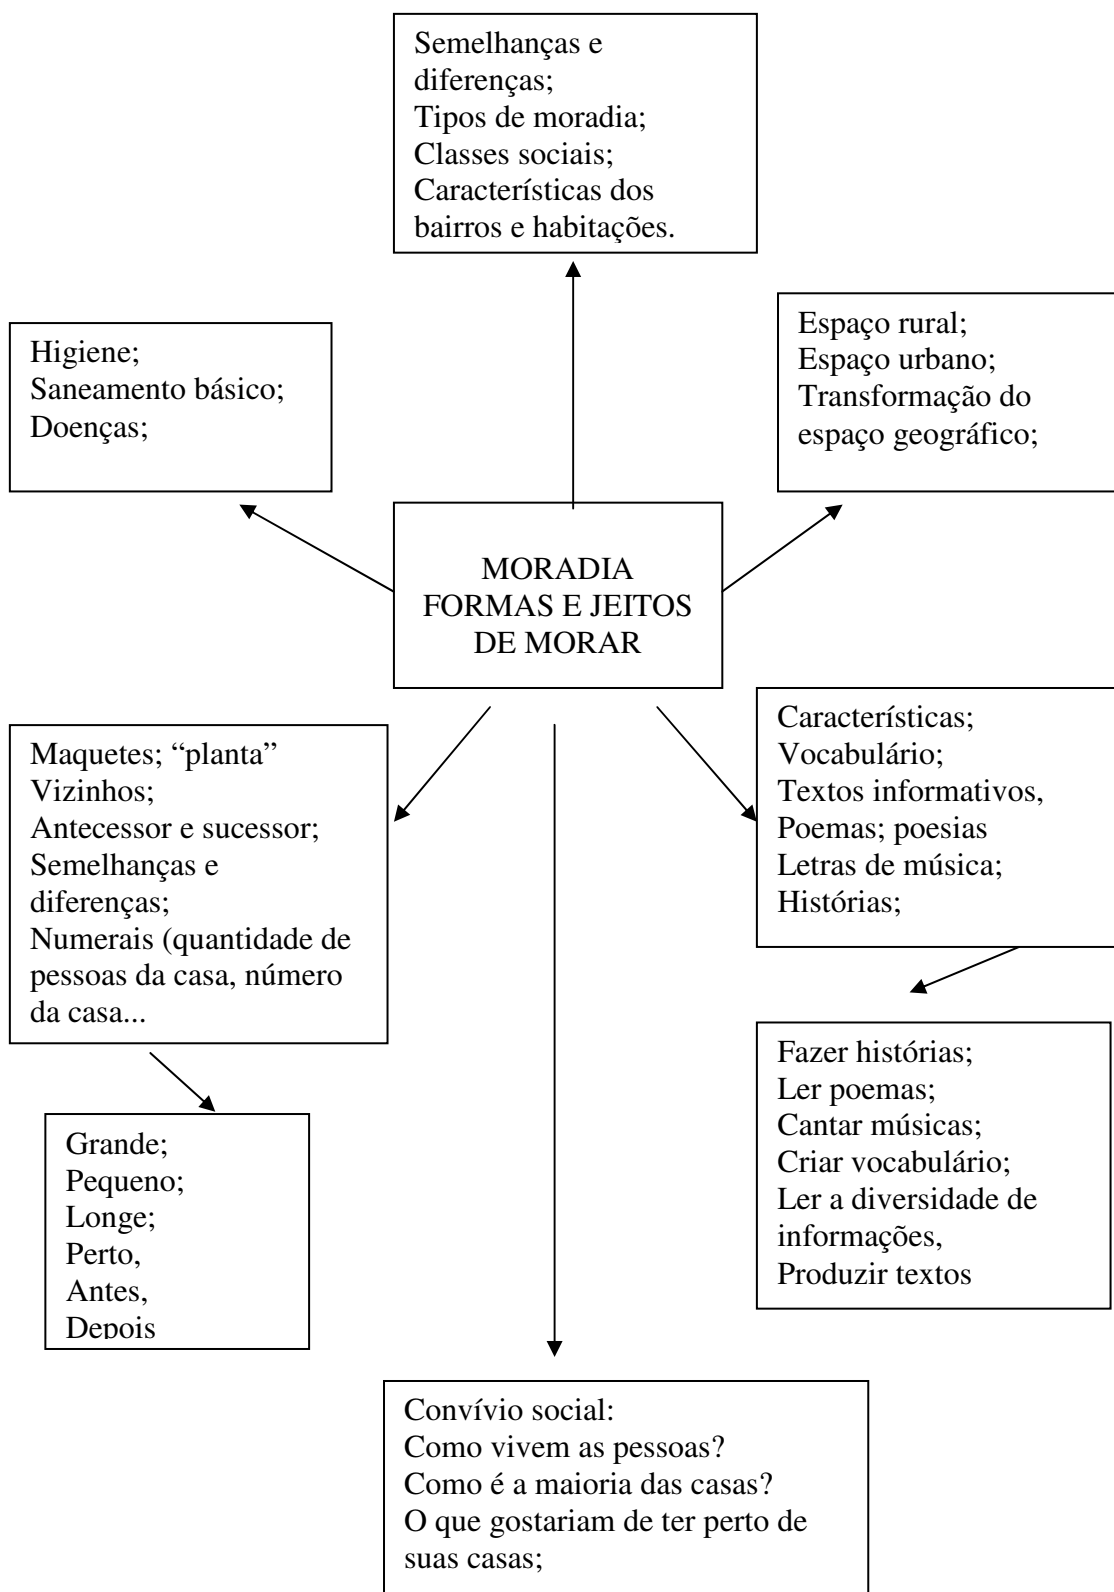 Semelhanças e
diferenças;
Tipos de moradia;
Classes sociais;
Características dos
bairros e habitações.
Higiene;
Saneamento básico;
Doenças;
Espaço rural;
Espaço urbano;
Transformação do
espaço geográfico;
MORADIA
FORMAS E JEITOS
DE MORAR
Maquetes; “planta”
Vizinhos;
Antecessor e sucessor;
Semelhanças e
diferenças;
Numerais (quantidade de
pessoas da casa, número
da casa...
Características;
Vocabulário;
Textos informativos,
Poemas; poesias
Letras de música;
Histórias;
Grande;
Pequeno;
Longe;
Perto,
Antes,
Depois
Fazer histórias;
Ler poemas;
Cantar músicas;
Criar vocabulário;
Ler a diversidade de
informações,
Produzir textos
Convívio social:
Como vivem as pessoas?
Como é a maioria das casas?
O que gostariam de ter perto de
suas casas;